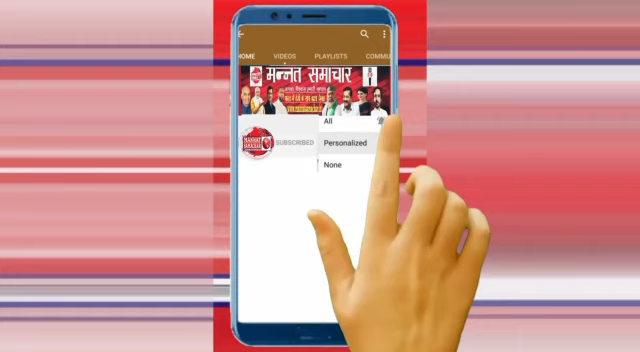 HOME VIDEOS PLAYLISTS COMMU
मन्नत समाचार
All
SUBSCRIBED
Personalized
None